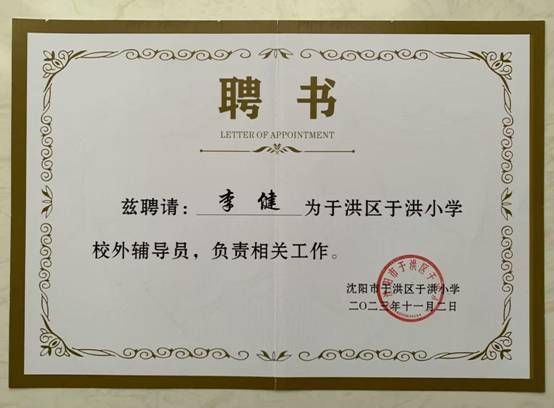 聘书
LETTER OF APPOINTMENT
兹聘请：李健为于洪区于洪小学
校外辅导员，负责相关工作。
沈阳市于洪区于洪小学
二〇二三年十一月二日